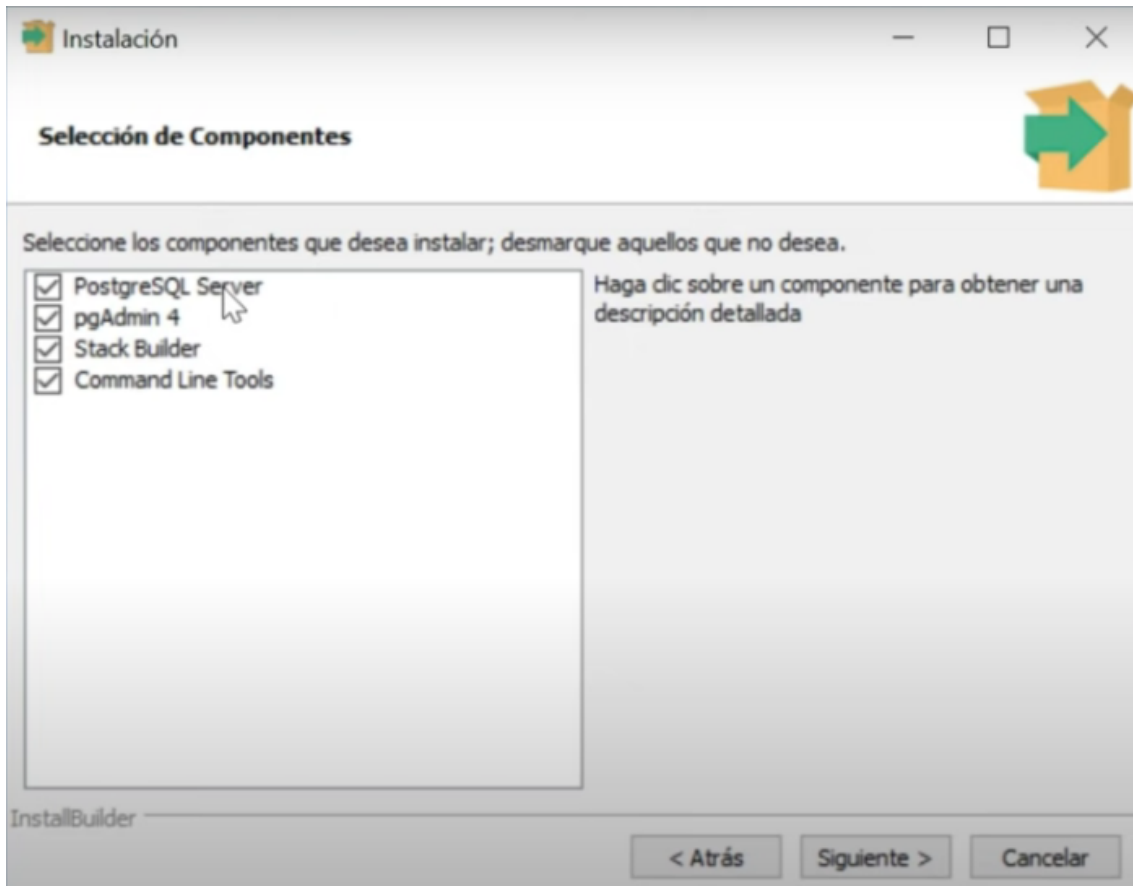 Instalación
Selección de Componentes
Seleccione los componentes que desea instalar; desmarque aquellos que no desea.
PostgreSQL Server
pgAdmin 4
Stack Builder
Command Line Tools
Haga clic sobre un componente para obtener una
descripción detallada
InstallBuilder
< Atrás
Siguiente >
Cancelar